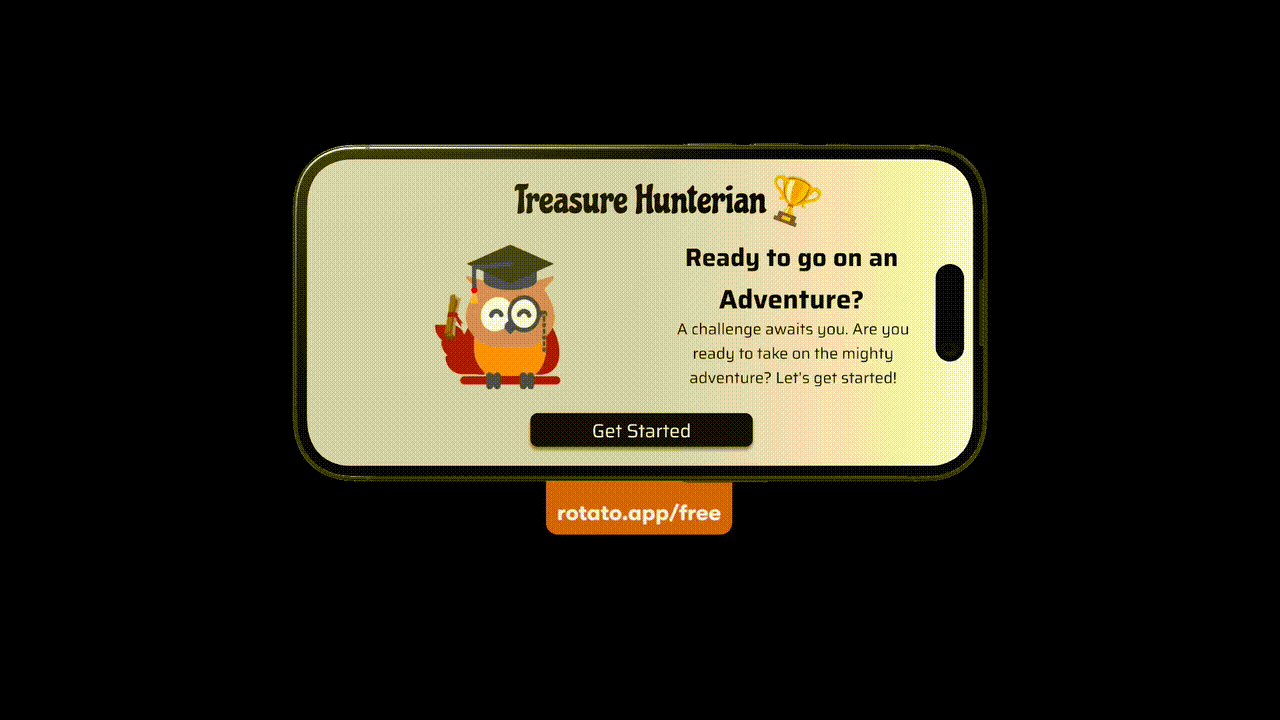 Treasure Hunterian
Ready to go on an
Adventure?
A challenge awaits you. Are you
ready to take on the mighty
adventure? Let's get started!
Get Started
rotato.app/free